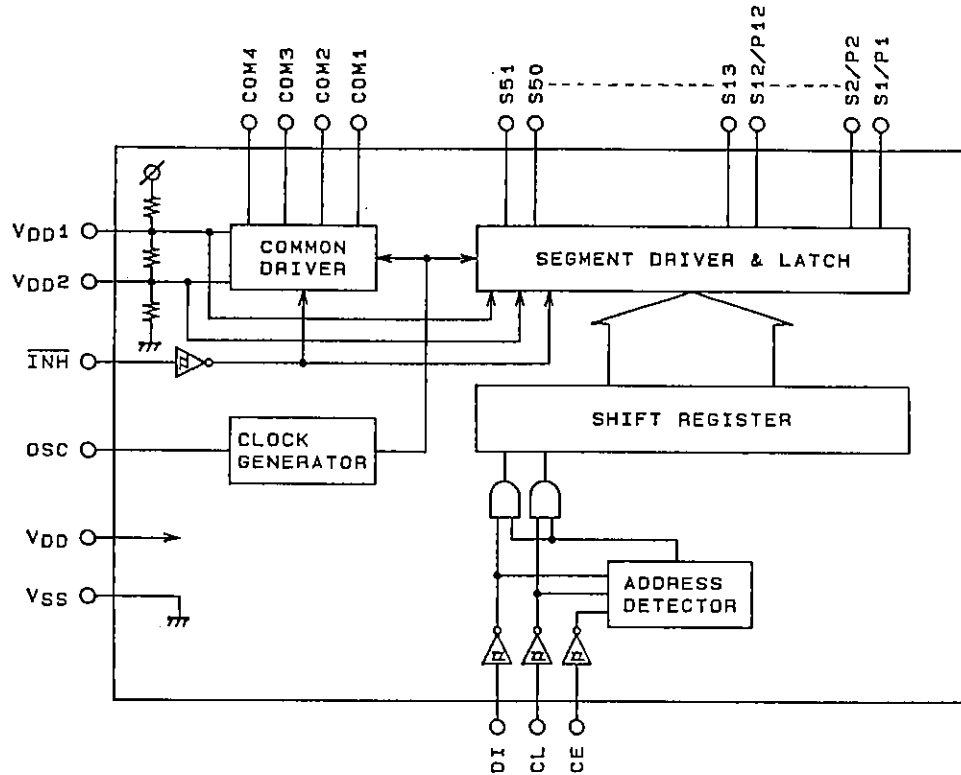 COM4
COM3
COM2
COM1
S51
S50
S13
S12/P12
S2/P2
S1/P1
VDD1
COMMON
DRIVER
SEGMENT DRIVER & LATCH
VDD2
INH
SHIFT REGISTER
OSC
CLOCK
GENERATOR
VDD
ADDRESS
DETECTOR
VSS
DI
CL
CE